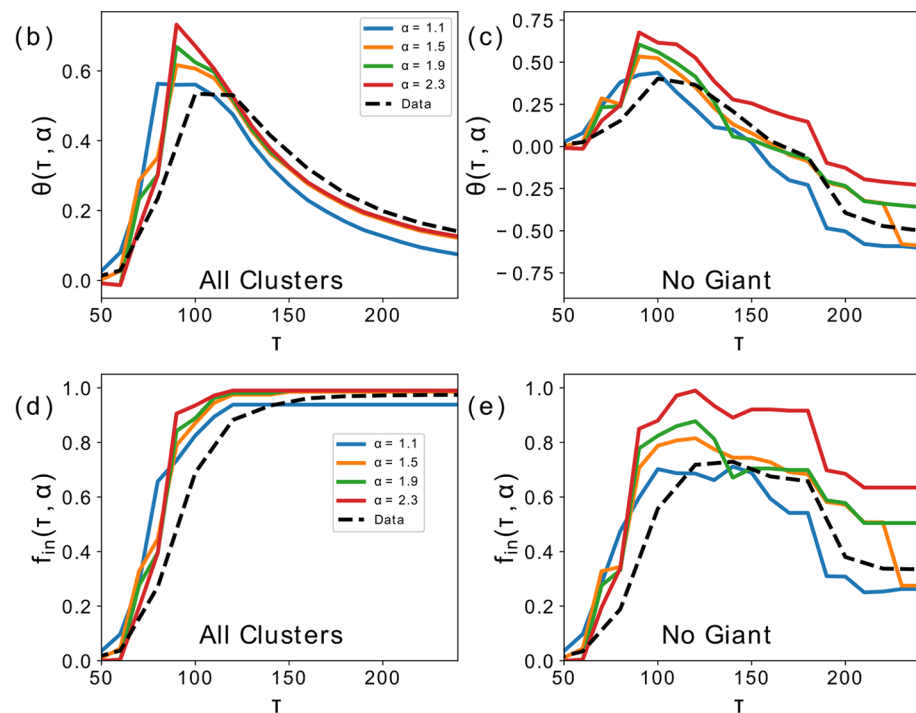 (b)
θ(τ, α)
0.6
0.4
0.2
0.0
α = 1.1
α = 1.5
α = 1.9
α = 2.3
Data
All Clusters
50
100
150
200
τ
(c)
θ(τ, α)
0.75
0.50
0.25
0.00
−0.25
−0.50
−0.75
No Giant
50
100
150
200
τ
(d)
f_in(τ, α)
1.0
0.8
0.6
0.4
0.2
0.0
α = 1.1
α = 1.5
α = 1.9
α = 2.3
Data
All Clusters
50
100
150
200
τ
(e)
f_in(τ, α)
1.0
0.8
0.6
0.4
0.2
0.0
No Giant
50
100
150
200
τ